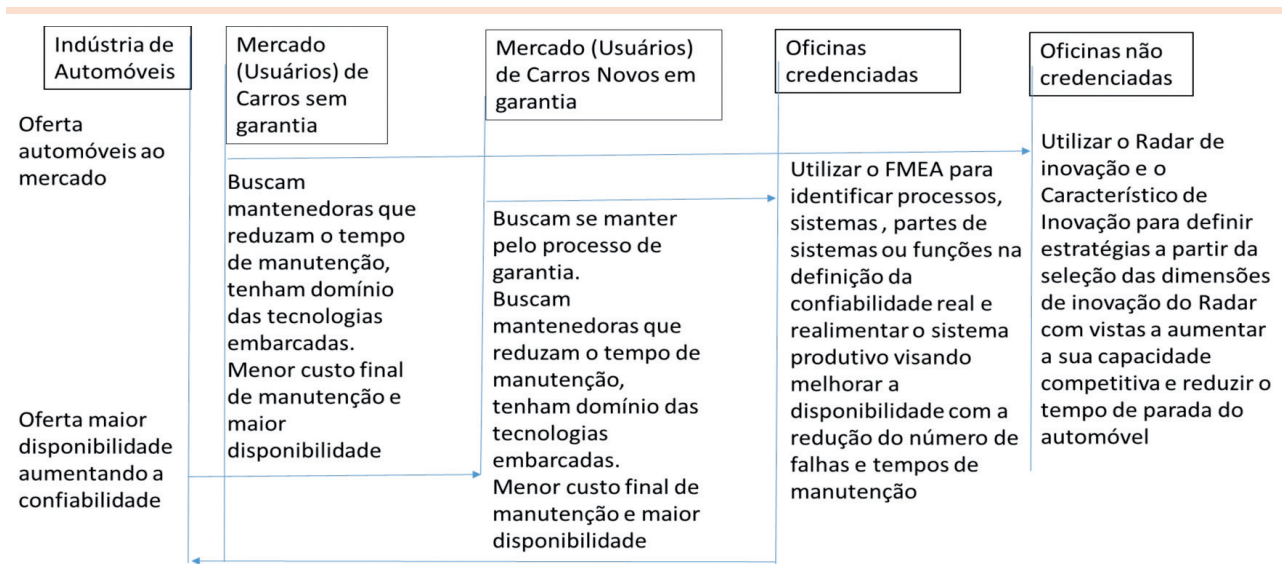 Indústria de
Automóveis
Mercado
(Usuários) de
Carros sem
garantia
Mercado (Usuários)
de Carros Novos em
garantia
Oficinas
credenciadas
Oficinas não
credenciadas
Oferta
automóveis ao
mercado
Oferta maior
disponibilidade
aumentando a
confiabilidade
Buscam
mantenedoras que
reduzam o tempo
de manutenção,
tenham domínio
das tecnologias
embarcadas.
Menor custo final
de manutenção e
maior
disponibilidade
Buscam se manter
pelo processo de
garantia.
Buscam
mantenedoras que
reduzam o tempo de
manutenção,
tenham domínio das
tecnologias
embarcadas.
Menor custo final de
manutenção e maior
disponibilidade
Utilizar o FMEA para
identificar processos,
sistemas , partes de
sistemas ou funções na
definição da
confiabilidade real e
realimentar o sistema
produtivo visando
melhorar a
disponibilidade com a
redução do número de
falhas e tempos de
manutenção
Utilizar o Radar de
inovação e o
Característico de
Inovação para definir
estratégias a partir da
seleção das dimensões
de inovação do Radar
com vistas a aumentar
a sua capacidade
competitiva e reduzir o
tempo de parada do
automóvel